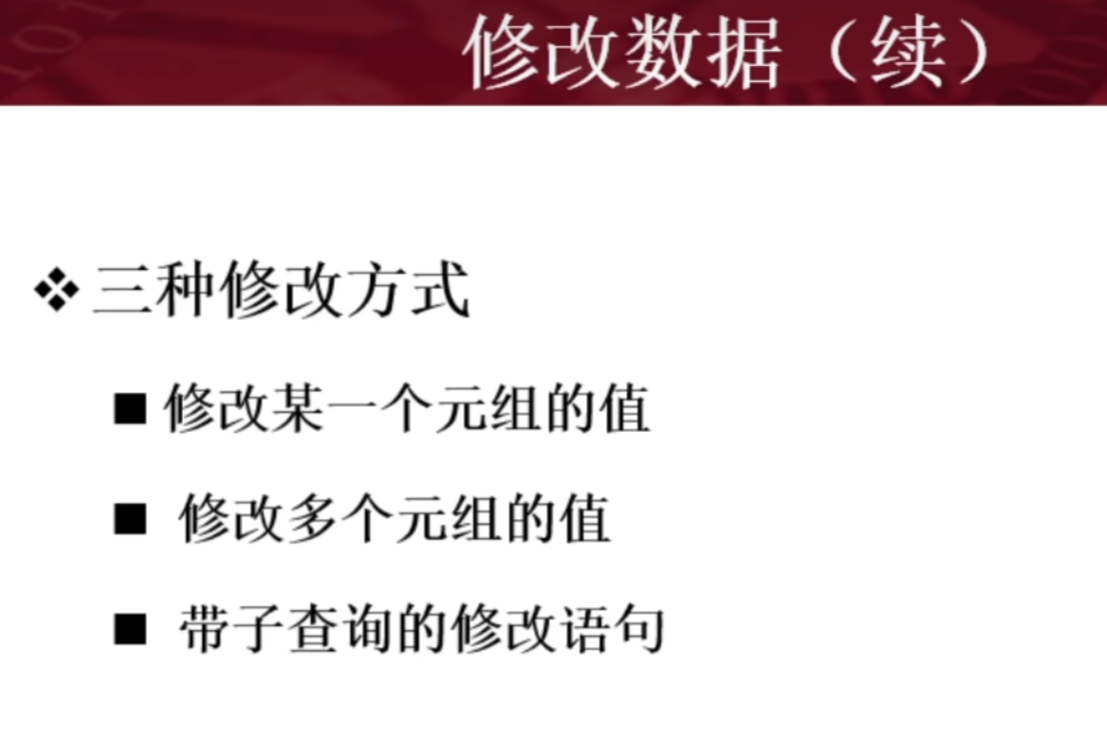 修改数据（续）
❖三种修改方式
■ 修改某一个元组的值
■ 修改多个元组的值
■ 带子查询的修改语句